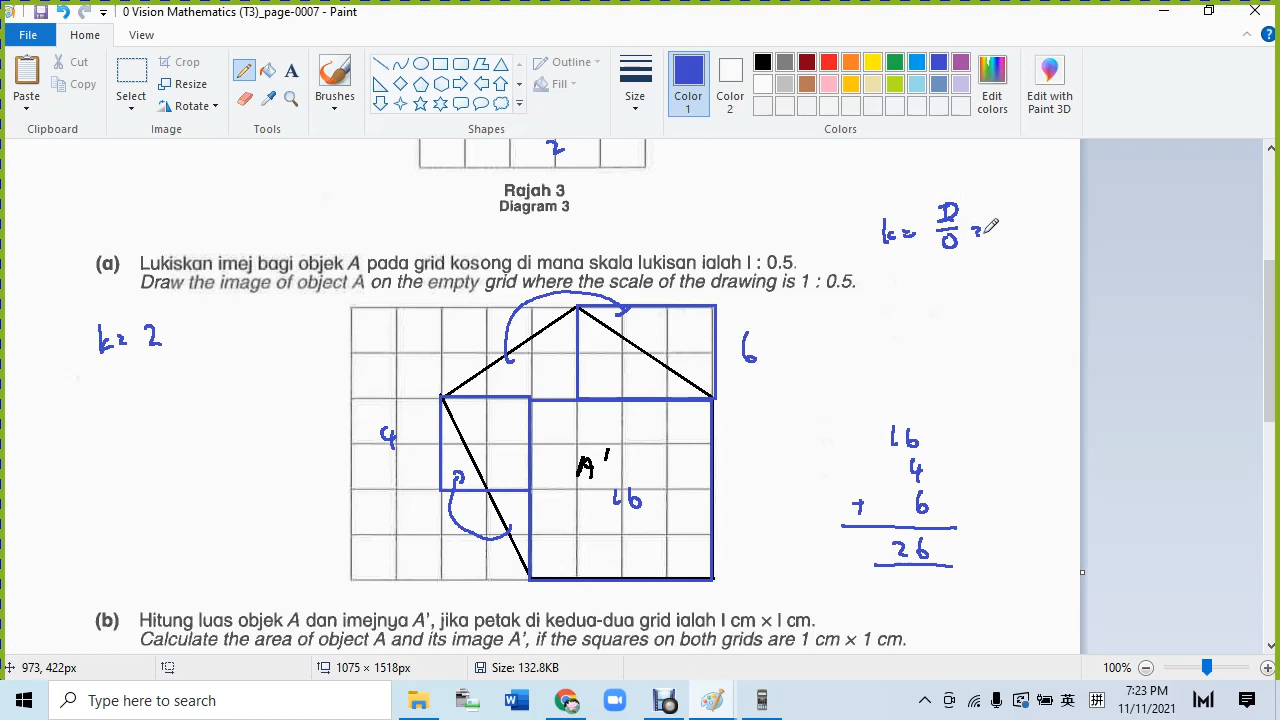 0 Vision Mathematics (T3)_page-0007 - Paint
File
Home
View
Paste
Cut
Copy
Clipboard
Select
Crop
Resize
Rotate
Image
A
Tools
Brushes
Outline
Fill
Shapes
Size
Color 1
Color 2
Edit colors
Colors
Edit with Paint 3D
2
Rajah 3
Diagram 3
k = D/O =
(a) Lukiskan imej bagi objek A pada grid kosong di mana skala lukisan ialah 1 : 0.5.
Draw the image of object A on the empty grid where the scale of the drawing is 1 : 0.5.
k = 2
6
4
A'
16
16
4
+ 6
26
(b) Hitung luas objek A dan imejnya A', jika petak di kedua-dua grid ialah 1 cm × 1 cm.
Calculate the area of object A and its image A', if the squares on both grids are 1 cm × 1 cm.
973, 422px
1075 × 1518px
Size: 132.8KB
100%
Type here to search
英
拼
7:23 PM
11/11/2021